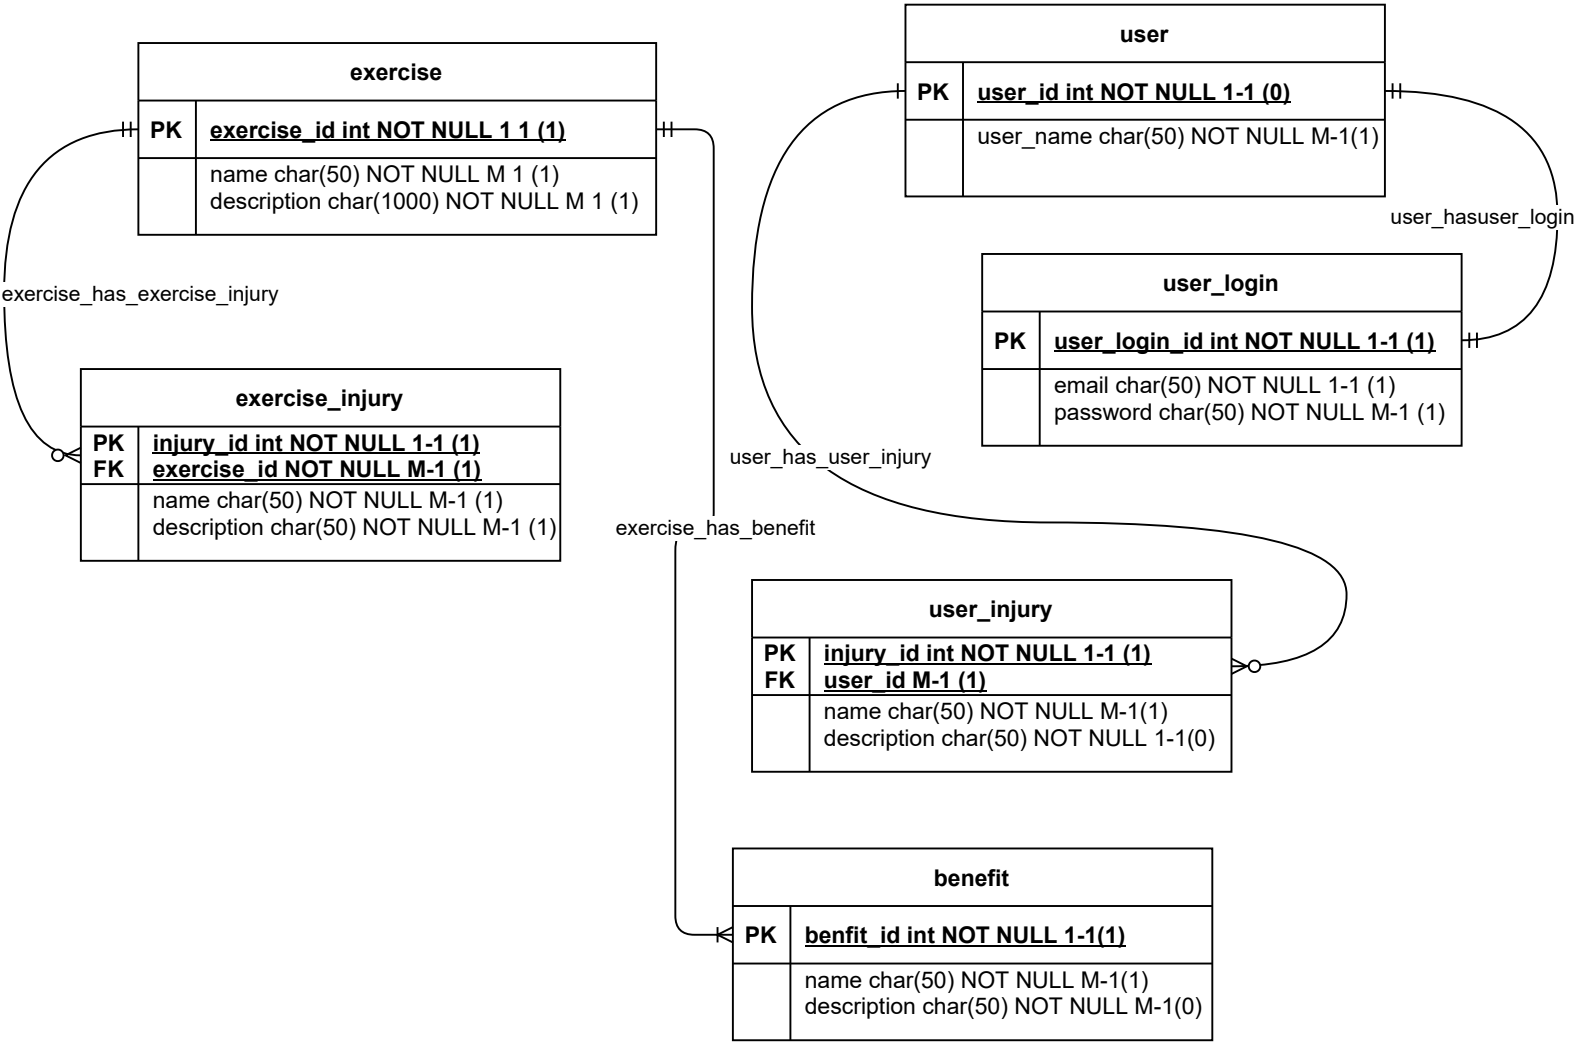 exercise
PK exercise_id int NOT NULL 1 1 (1)
name char(50) NOT NULL M 1 (1)
description char(1000) NOT NULL M 1 (1)
exercise_has_exercise_injury
exercise_injury
PK injury_id int NOT NULL 1-1 (1)
FK exercise_id NOT NULL M-1 (1)
name char(50) NOT NULL M-1 (1)
description char(50) NOT NULL M-1 (1)
exercise_has_benefit
user
PK user_id int NOT NULL 1-1 (0)
user_name char(50) NOT NULL M-1(1)
user_hasuser_login
user_login
PK user_login_id int NOT NULL 1-1 (1)
email char(50) NOT NULL 1-1 (1)
password char(50) NOT NULL M-1 (1)
user_has_user_injury
user_injury
PK injury_id int NOT NULL 1-1 (1)
FK user_id M-1 (1)
name char(50) NOT NULL M-1(1)
description char(50) NOT NULL 1-1(0)
benefit
PK benfit_id int NOT NULL 1-1(1)
name char(50) NOT NULL M-1(1)
description char(50) NOT NULL M-1(0)